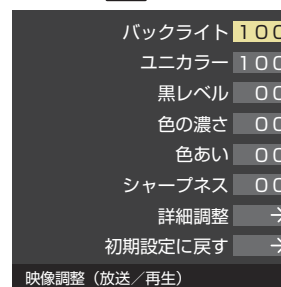 バックライト 100
ユニカラー 100
黒レベル 00
色の濃さ 00
色あい 00
シャープネス 00
詳細調整 →
初期設定に戻す →
映像調整（放送／再生）